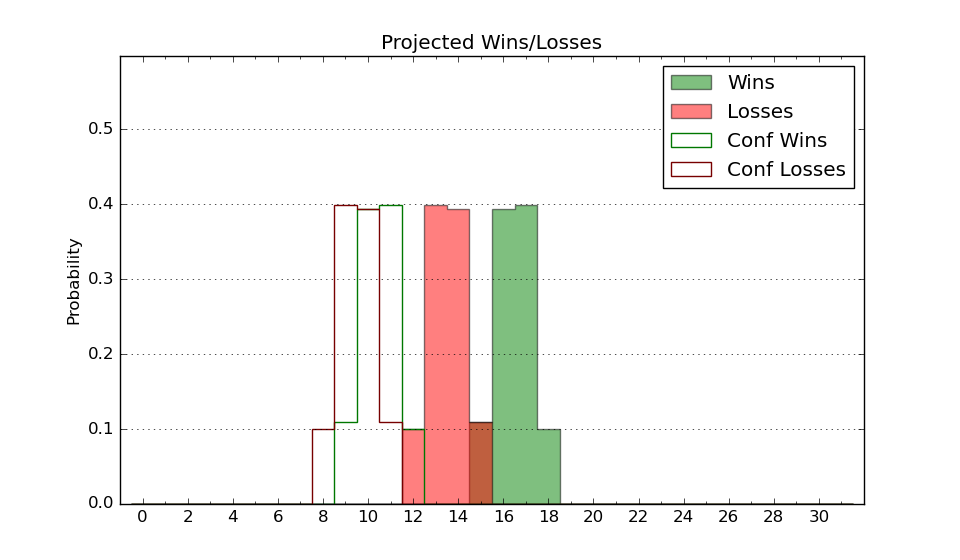 Projected Wins/Losses
Wins
Losses
Conf Wins
Conf Losses
Probability
0.5
0.4
0.3
0.2
0.1
0.0
0 2 4 6 8 10 12 14 16 18 20 22 24 26 28 30